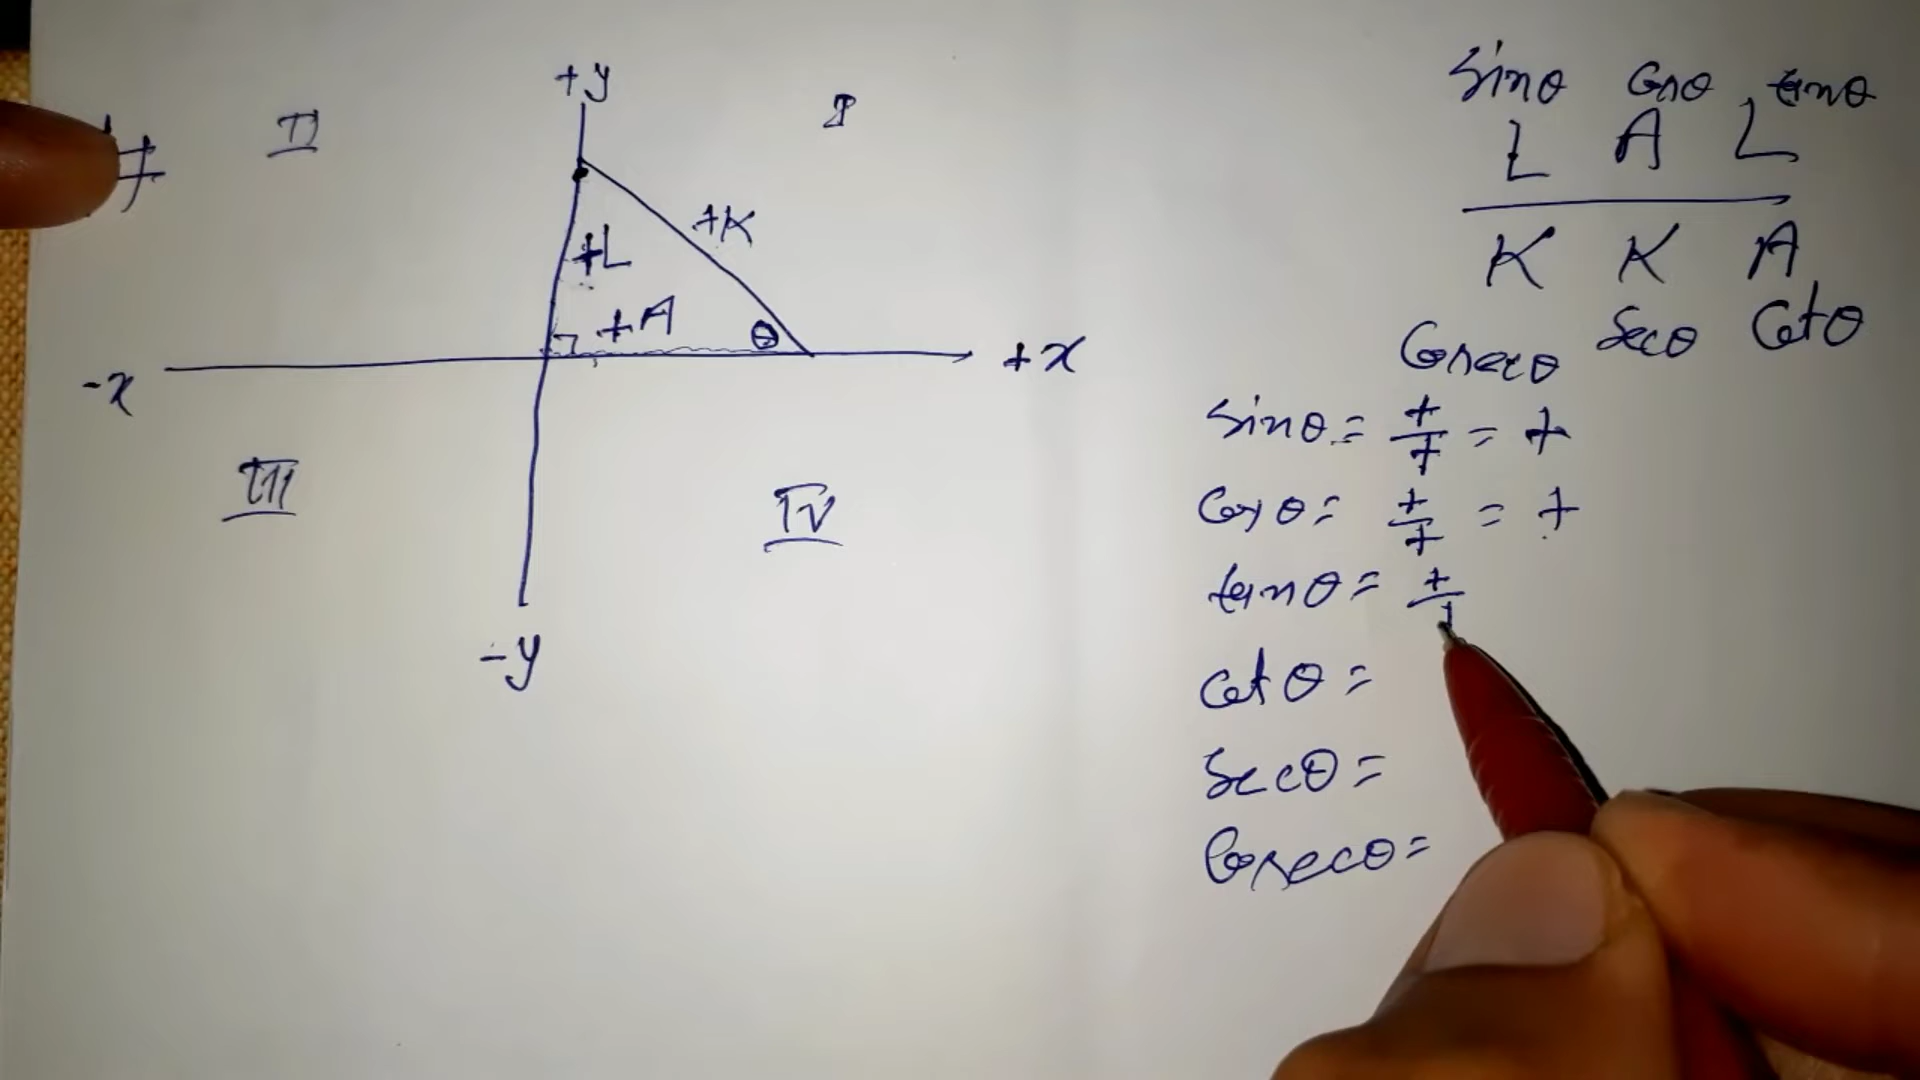 #
II
+y
I
+K
+L
+A
θ
-x
+x
III
IV
-y
Sinθ Cosθ tanθ
L A L
K K A
Cosecθ Secθ Cotθ
Sinθ = +/+ = +
Cosθ = +/+ = +
tanθ = +/
Cotθ =
Secθ =
Cosecθ =